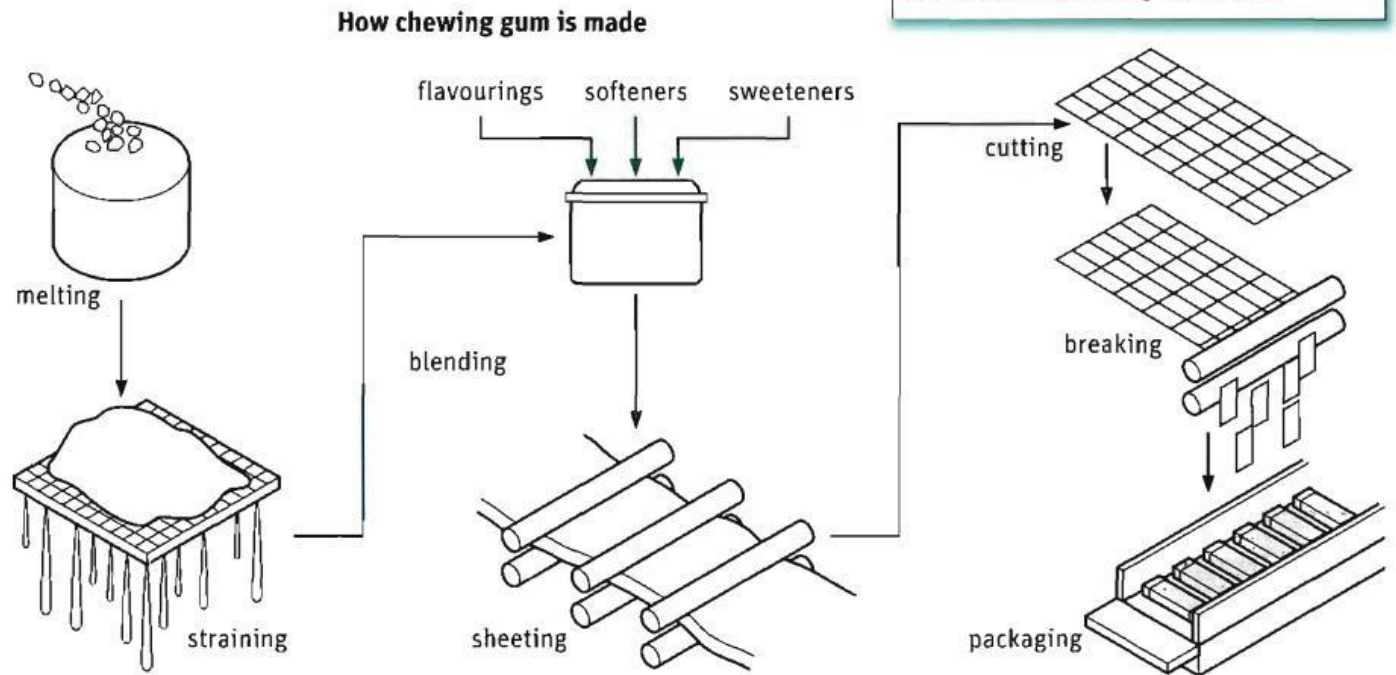 How chewing gum is made
flavourings softeners sweeteners
melting
straining
blending
sheeting
cutting
breaking
packaging